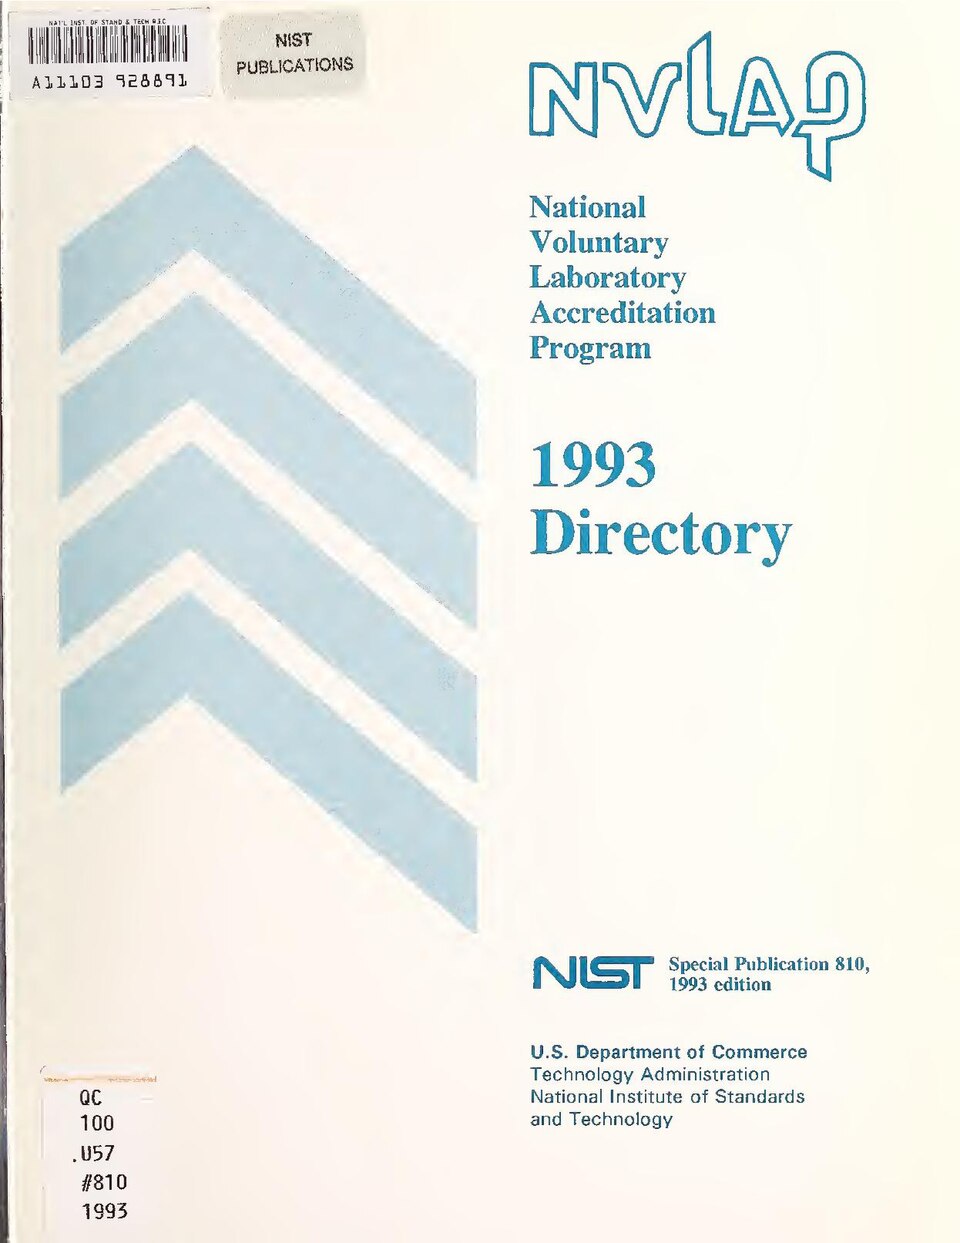 NAT'L INST. OF STAND & TECH R.I.C
A11103 928891
NIST
PUBLICATIONS
NVLAP
National
Voluntary
Laboratory
Accreditation
Program
1993
Directory
NIST Special Publication 810,
1993 edition
U.S. Department of Commerce
Technology Administration
National Institute of Standards
and Technology
QC
100
.U57
#810
1993